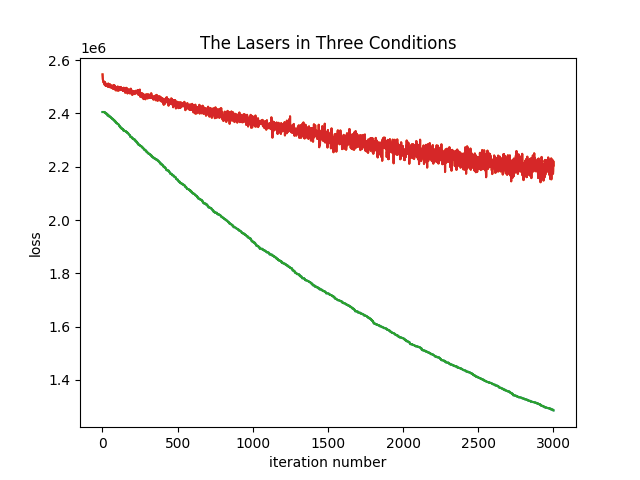 The Lasers in Three Conditions
1e6
2.6
2.4
2.2
2.0
1.8
1.6
1.4
loss
0 500 1000 1500 2000 2500 3000
iteration number